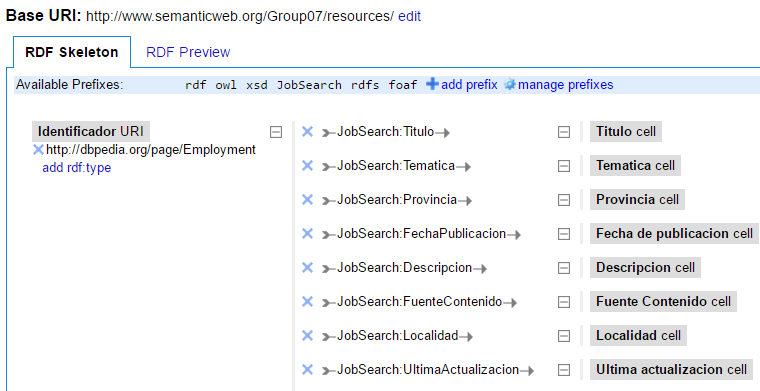 Base URI: http://www.semanticweb.org/Group07/resources/ edit
RDF Skeleton RDF Preview
Available Prefixes: rdf owl xsd JobSearch rdfs foaf add prefix manage prefixes
Identificador URI JobSearch:Titulo Titulo cell
http://dbpedia.org/page/Employment
add rdf:type JobSearch:Tematica Tematica cell
JobSearch:Provincia Provincia cell
JobSearch:FechaPublicacion Fecha de publicacion cell
JobSearch:Descripcion Descripcion cell
JobSearch:FuenteContenido Fuente Contenido cell
JobSearch:Localidad Localidad cell
JobSearch:UltimaActualizacion Ultima actualizacion cell